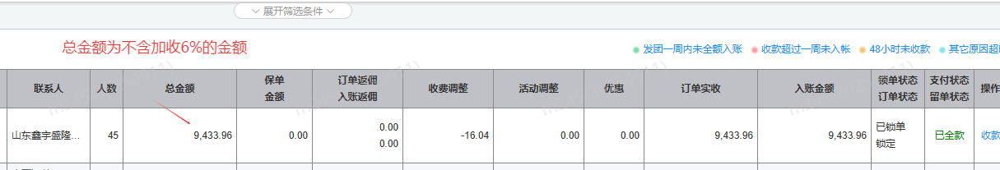 展开筛选条件
总金额为不含加收6%的金额
发团一周内未全额入账 收款超过一周未入帐 48小时未收款 其它原因超
联系人 人数 总金额 保单金额 订单返佣入账返佣 收费调整 活动调整 优惠 订单实收 入账金额 锁单状态订单状态 支付状态留单状态 操作
山东鑫宇盛隆... 45 9,433.96 0.00 0.00 0.00 -16.04 0.00 0.00 9,433.96 9,433.96 已锁单锁定 已全款 收款